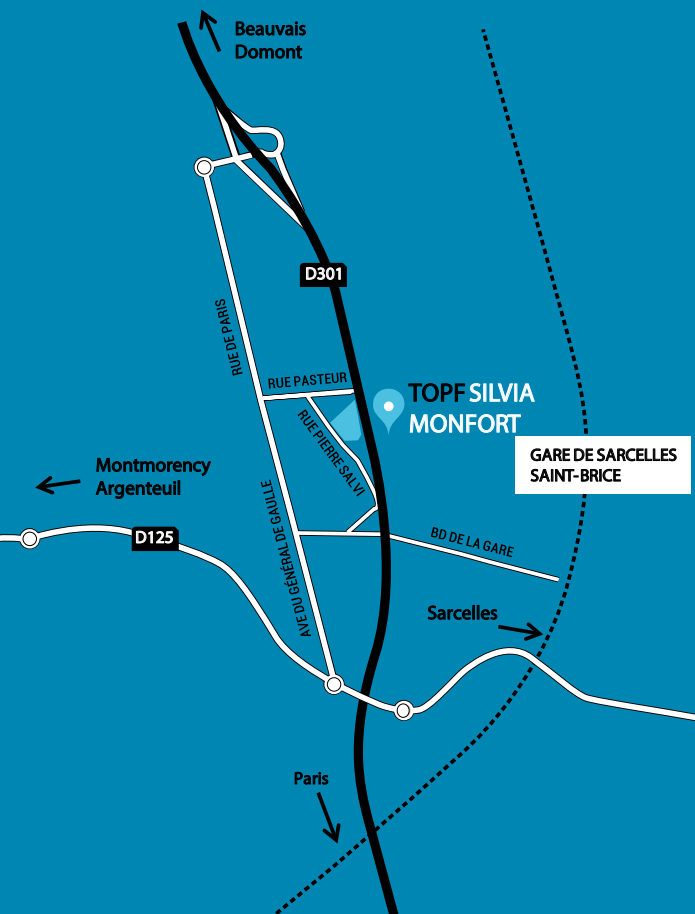 Beauvais
Domont
D301
RUE DE PARIS
RUE PASTEUR
TOPF SILVIA
MONFORT
RUE PIERRE SALVI
GARE DE SARCELLES
SAINT-BRICE
Montmorency
Argenteuil
D125
AVE DU GÉNÉRAL DE GAULLE
BD DE LA GARE
Sarcelles
Paris